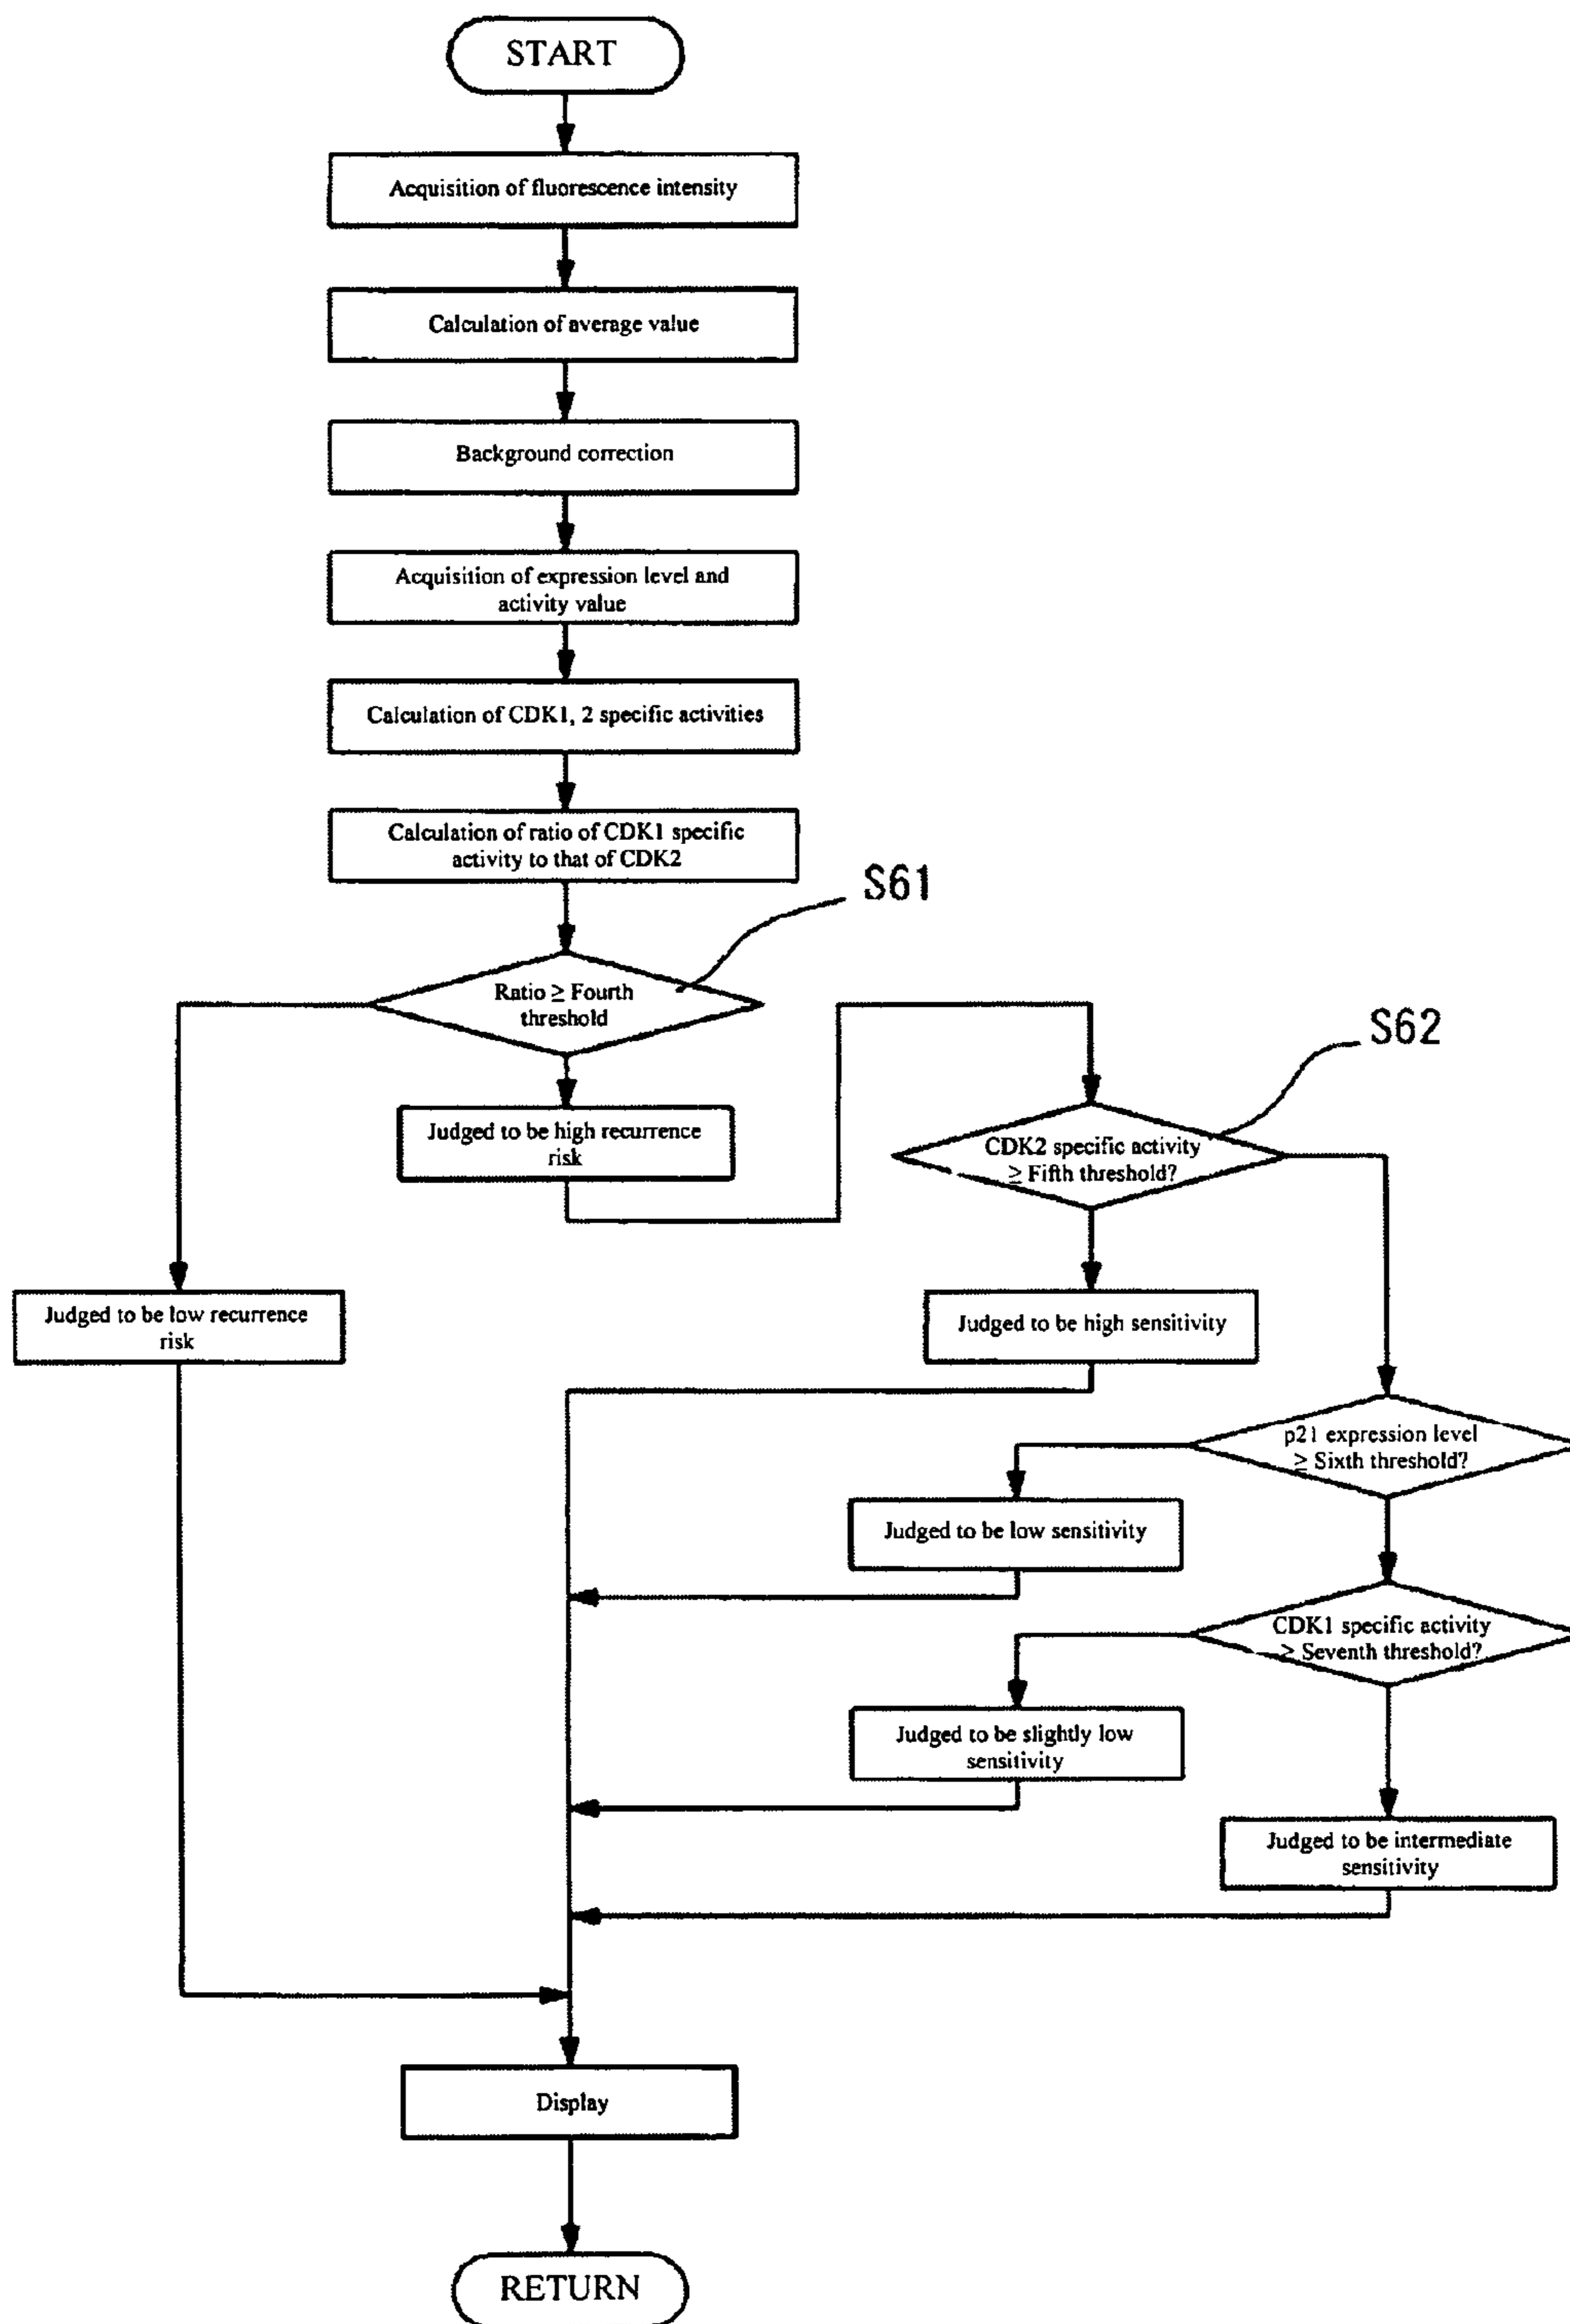 START
Acquisition of fluorescence intensity
Calculation of average value
Background correction
Acquisition of expression level and
activity value
Calculation of CDK1, 2 specific activities
Calculation of ratio of CDK1 specific
activity to that of CDK2
S61
Ratio ≥ Fourth
threshold
S62
Judged to be high recurrence
risk
CDK2 specific activity
≥ Fifth threshold?
Judged to be low recurrence
risk
Judged to be high sensitivity
p21 expression level
≥ Sixth threshold?
Judged to be low sensitivity
CDK1 specific activity
≥ Seventh threshold?
Judged to be slightly low
sensitivity
Judged to be intermediate
sensitivity
Display
RETURN